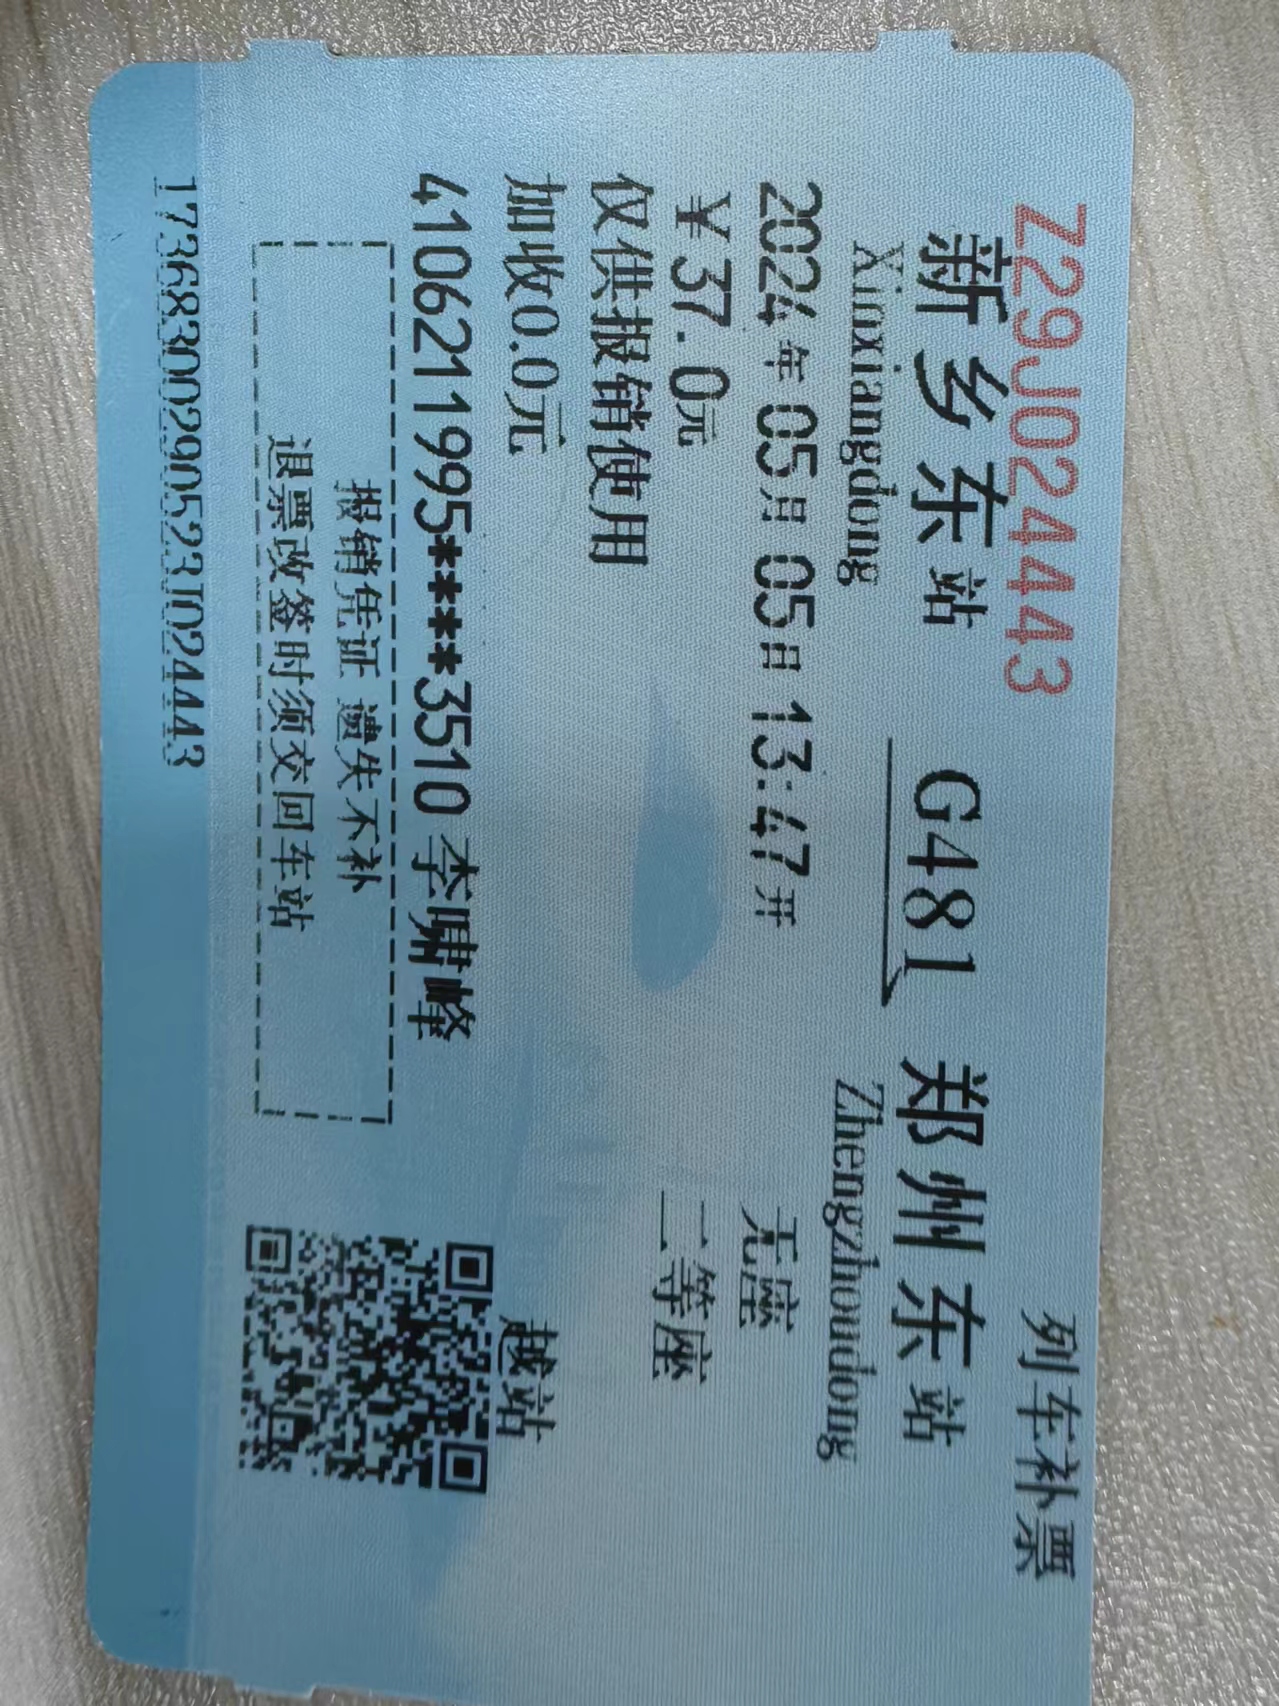 Z29J024443
列车补票
新乡东站 G481 郑州东站
Xinxiangdong Zhengzhoudong
2024年05月05日13:47开 无座
¥37.0元 二等座
仅供报销使用
加收0.0元 越站
4106211995****3510李啸峰
报销凭证 遗失不补
退票改签时须交回车站
17368300290523J024443